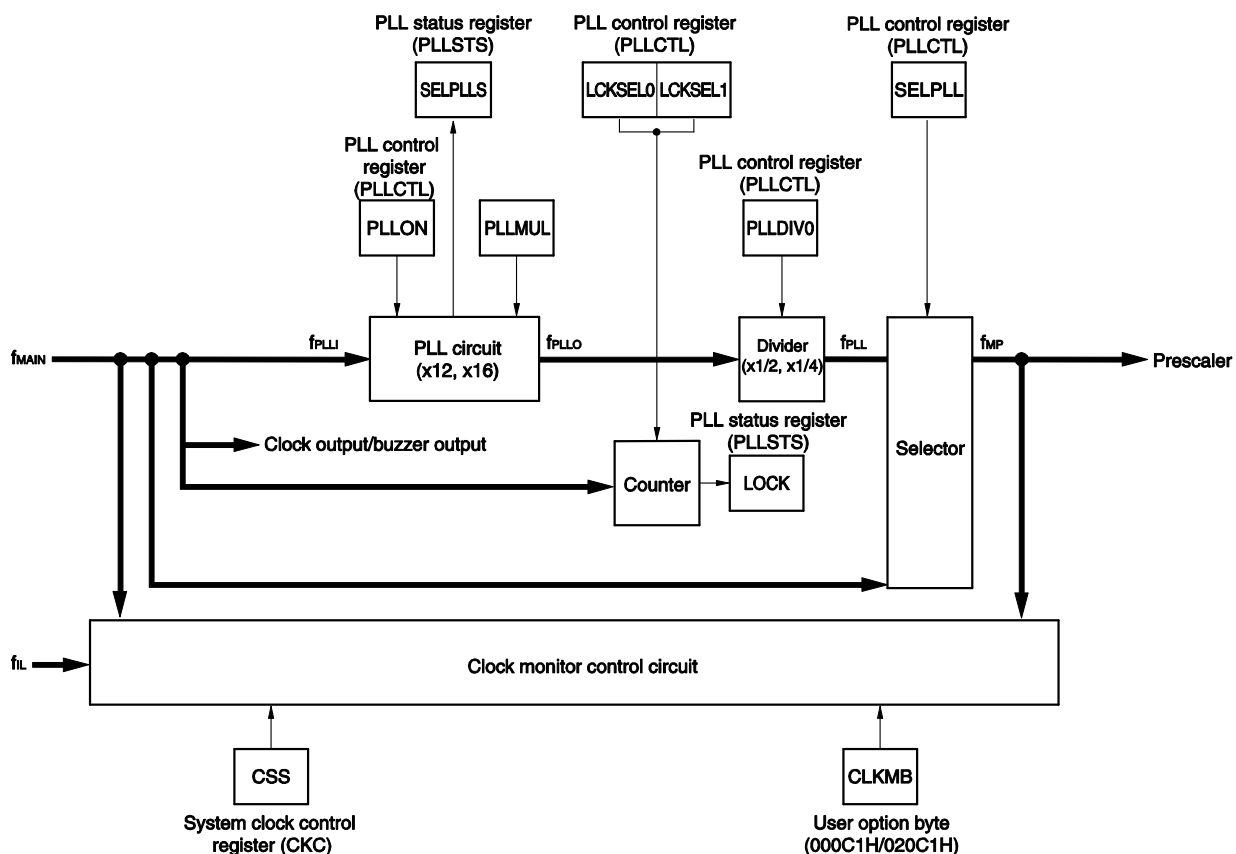 PLL status register
(PLLSTS)
SELPLLS
PLL control register
(PLLCTL)
LCKSEL0 LCKSEL1
PLL control register
(PLLCTL)
SELPLL
PLL control
register
(PLLCTL)
PLLON
PLLMUL
PLL control register
(PLLCTL)
PLLDIV0
fMAIN
fPLLI
PLL circuit
(x12, x16)
fPLLO
Divider
(x1/2, x1/4)
fPLL
Selector
fMP
Prescaler
Clock output/buzzer output
Counter
PLL status register
(PLLSTS)
LOCK
fIL
Clock monitor control circuit
CSS
System clock control
register (CKC)
CLKMB
User option byte
(000C1H/020C1H)